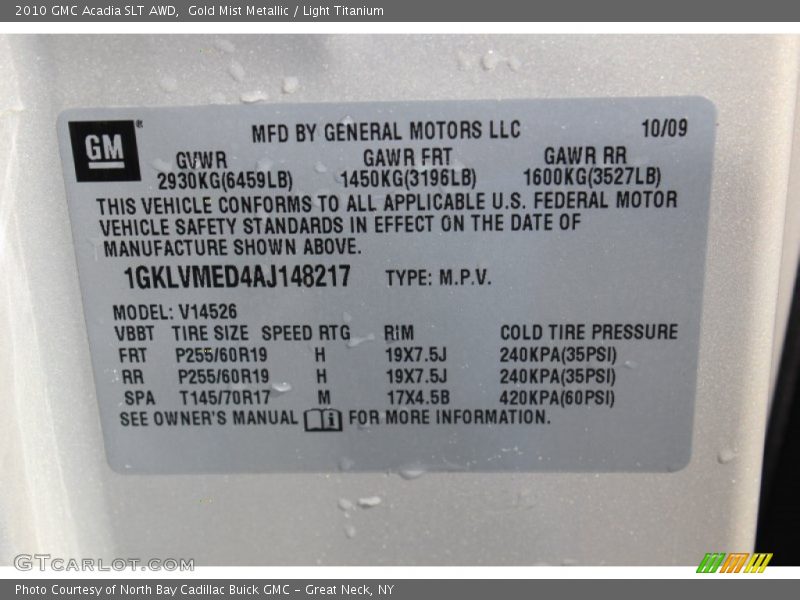 2010 GMC Acadia SLT AWD,  Gold Mist Metallic / Light Titanium
GM®
MFD BY GENERAL MOTORS LLC 10/09
GVWR GAWR FRT GAWR RR
2930KG(6459LB) 1450KG(3196LB) 1600KG(3527LB)
THIS VEHICLE CONFORMS TO ALL APPLICABLE U.S. FEDERAL MOTOR
VEHICLE SAFETY STANDARDS IN EFFECT ON THE DATE OF
MANUFACTURE SHOWN ABOVE.
1GKLVMED4AJ148217 TYPE: M.P.V.
MODEL: V14526
VBBT TIRE SIZE SPEED RTG RIM COLD TIRE PRESSURE
FRT P255/60R19 H 19X7.5J 240KPA(35PSI)
RR P255/60R19 H 19X7.5J 240KPA(35PSI)
SPA T145/70R17 M 17X4.5B 420KPA(60PSI)
SEE OWNER'S MANUAL i FOR MORE INFORMATION.
GTCARLOT.COM
Photo Courtesy of North Bay Cadillac Buick GMC - Great Neck, NY